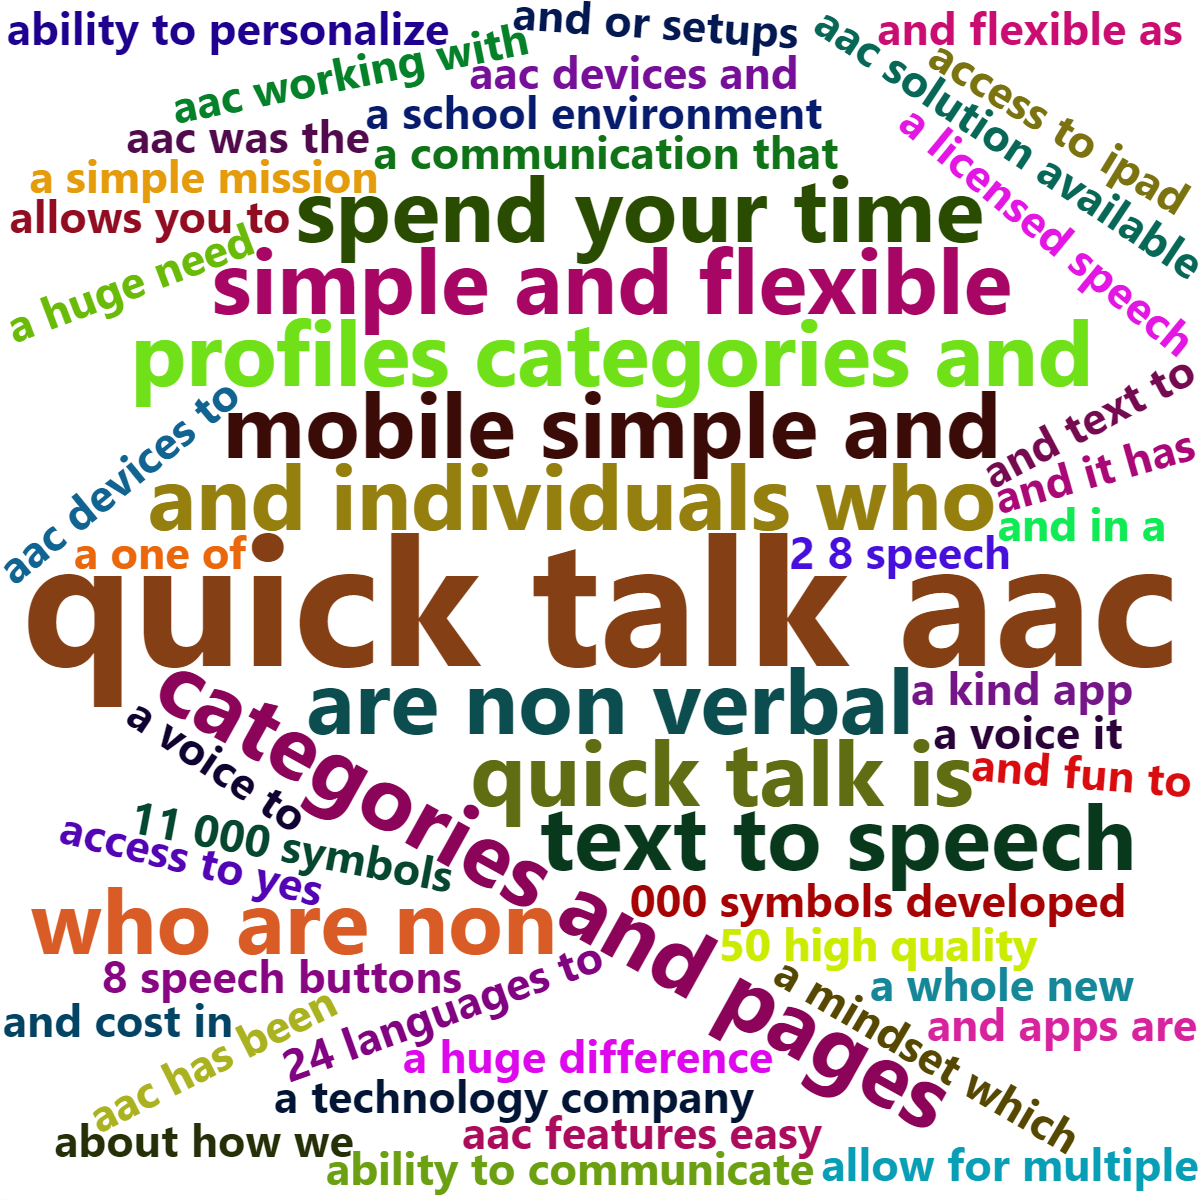 ability to personalize
and or setups
and flexible as
aac working with
aac solution available
access to ipad
aac devices and
a school environment
a licensed speech
aac was the
a communication that
a simple mission
spend your time
allows you to
a huge need
simple and flexible
profiles categories and
mobile simple and
and text to
aac devices to
and it has
and individuals who
and in a
a one of
2 8 speech
quick talk aac
categories and pages
are non verbal
a kind app
a voice to
a voice it
quick talk is
and fun to
11 000 symbols
text to speech
access to yes
who are non
000 symbols developed
50 high quality
8 speech buttons
24 languages to
a mindset which
a whole new
and cost in
aac has been
and apps are
a huge difference
a technology company
about how we
aac features easy
ability to communicate
allow for multiple